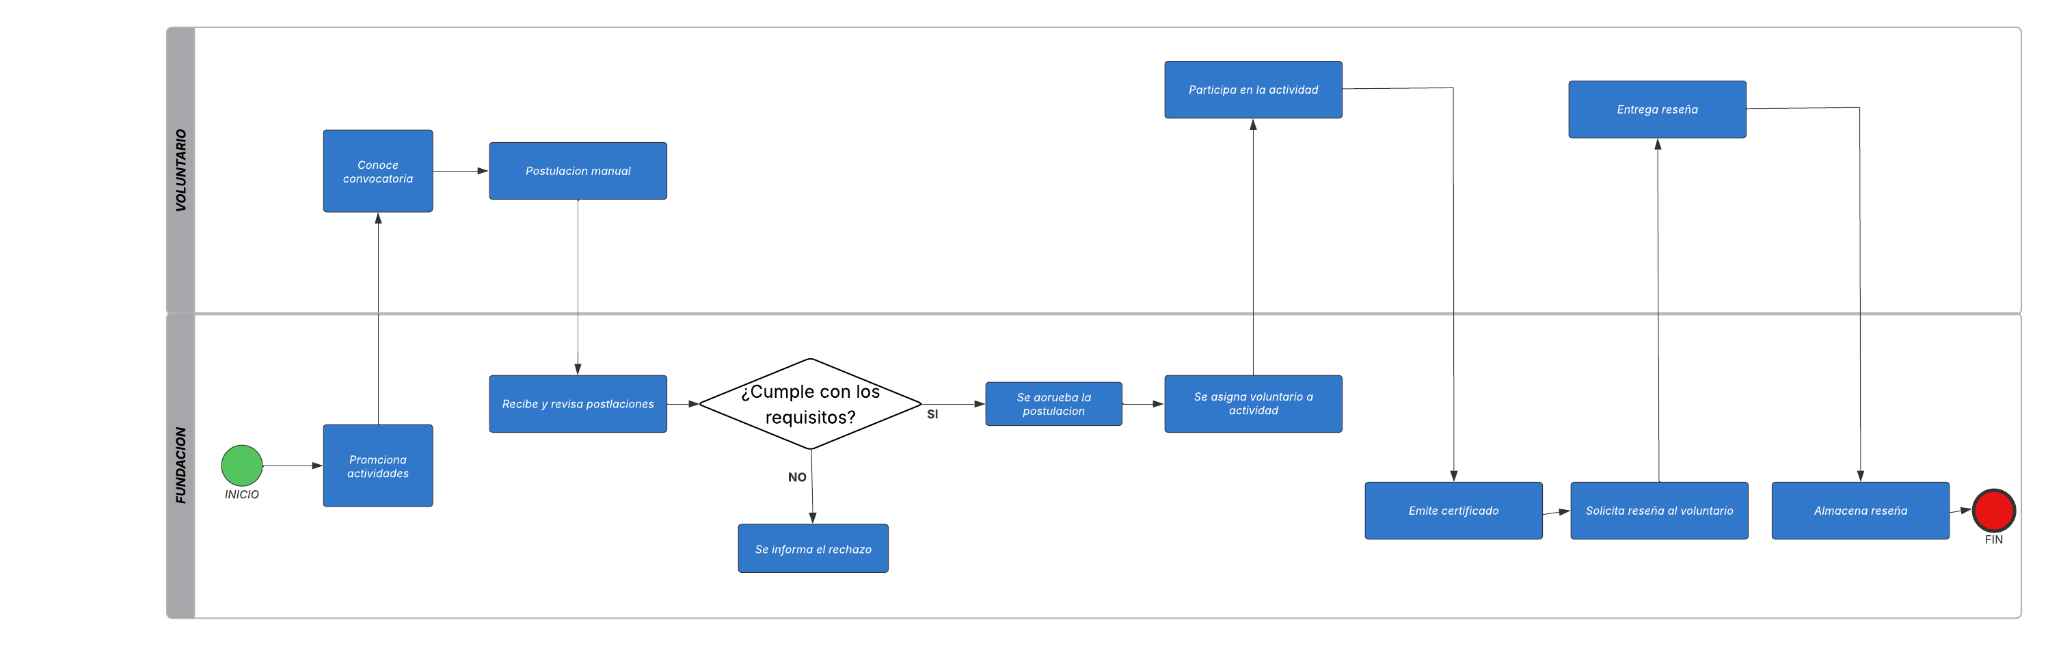 VOLUNTARIO
Conoce
convocatoria
Postulacion manual
Participa en la actividad
Entrega reseña
FUNDACION
INICIO
Promciona
actividades
Recibe y revisa postlaciones
¿Cumple con los
requisitos?
SI
NO
Se informa el rechazo
Se aorueba la
postulacion
Se asigna voluntario a
actividad
Emite certificado
Solicita reseña al voluntario
Almacena reseña
FIN